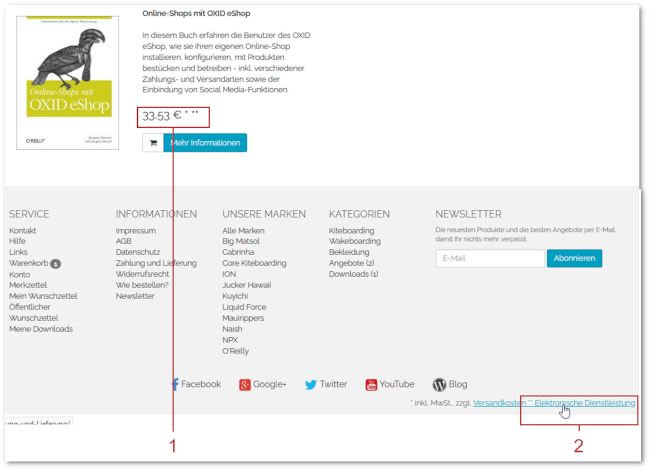 Online-Shops mit OXID eShop
In diesem Buch erfahren die Benutzer des OXID
eShop, wie sie ihren eigenen Online-Shop
installieren, konfigurieren, mit Produkten
bestücken und betreiben - inkl. verschiedener
Zahlungs- und Versandarten sowie der
Einbindung von Social Media-Funktionen.
Online-Shops mit
OXID eShop
O'REILLY
33,53 € * **
Mehr Informationen
SERVICE
Kontakt
Hilfe
Links
Warenkorb 1
Konto
Merkzettel
Mein Wunschzettel
Öffentlicher
Wunschzettel
Meine Downloads
INFORMATIONEN
Impressum
AGB
Datenschutz
Zahlung und Lieferung
Widerrufsrecht
Wie bestellen?
Newsletter
UNSERE MARKEN
Alle Marken
Big Matsol
Cabrinha
Core Kiteboarding
ION
Jucker Hawaii
Kuyichi
Liquid Force
Mauirippers
Naish
NPX
O'Reilly
KATEGORIEN
Kiteboarding
Wakeboarding
Bekleidung
Angebote (2)
Downloads (1)
NEWSLETTER
Die neuesten Produkte und die besten Angebote per E-Mail,
damit Ihr nichts mehr verpasst.
E-Mail
Abonnieren
Facebook Google+ Twitter YouTube Blog
* inkl. MwSt., zzgl. Versandkosten ** Elektronische Dienstleistung
ung-und-Lieferung/
1
2